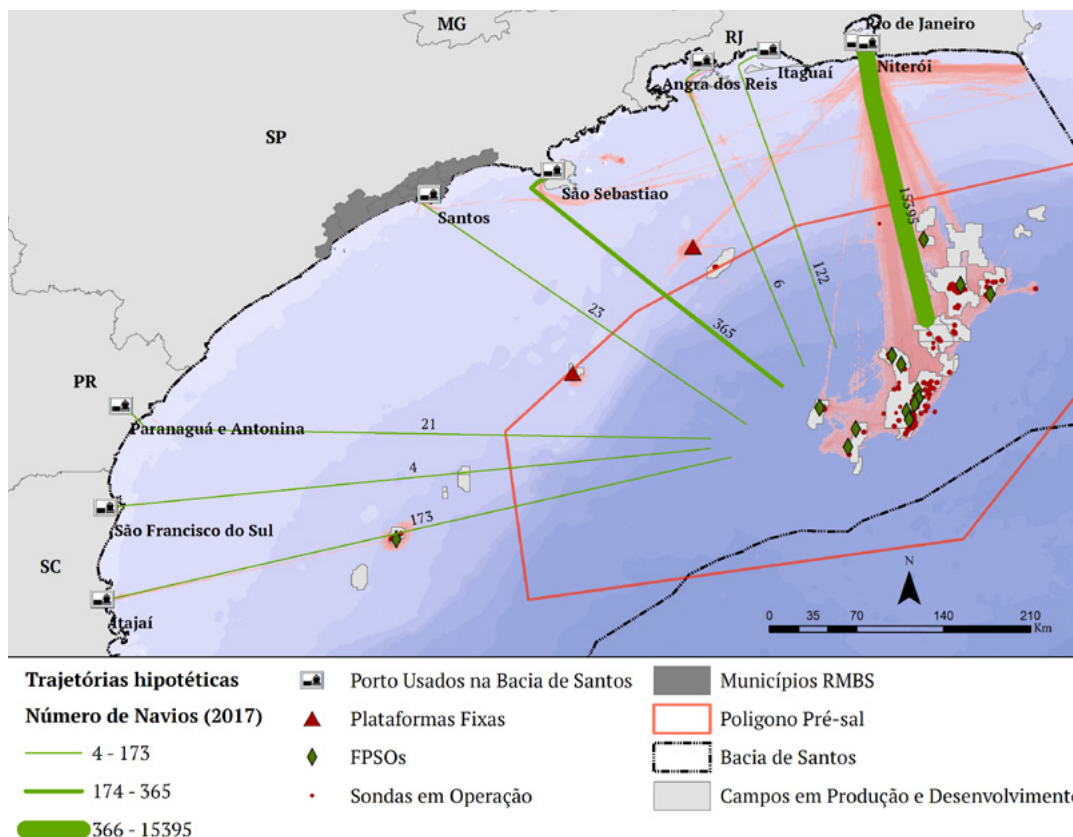 MG
Rio de Janeiro
RJ
Niterói
Itaguaí
Angra dos Reis
SP
São Sebastiao
Santos
15395
6
122
23
365
PR
Paranaguá e Antonina
21
4
São Francisco do Sul
173
SC
Itajaí
N
0 35 70 140 210
Km
Trajetórias hipotéticas
Número de Navios (2017)
4 - 173
174 - 365
366 - 15395
Porto Usados na Bacia de Santos
Plataformas Fixas
FPSOs
Sondas em Operação
Municípios RMBS
Poligono Pré-sal
Bacia de Santos
Campos em Produção e Desenvolviment